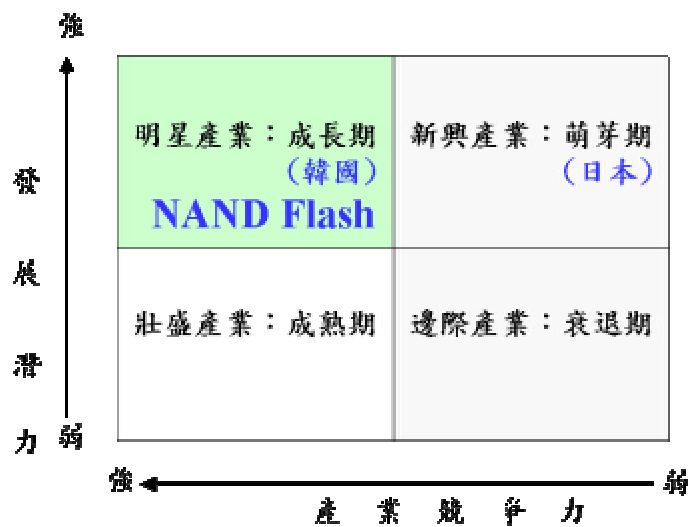 強
明星產業：成長期
（韓國）
NAND Flash
新興產業：萌芽期
（日本）
發展潛力
壯盛產業：成熟期
邊際產業：衰退期
弱
強
弱
產業競爭力